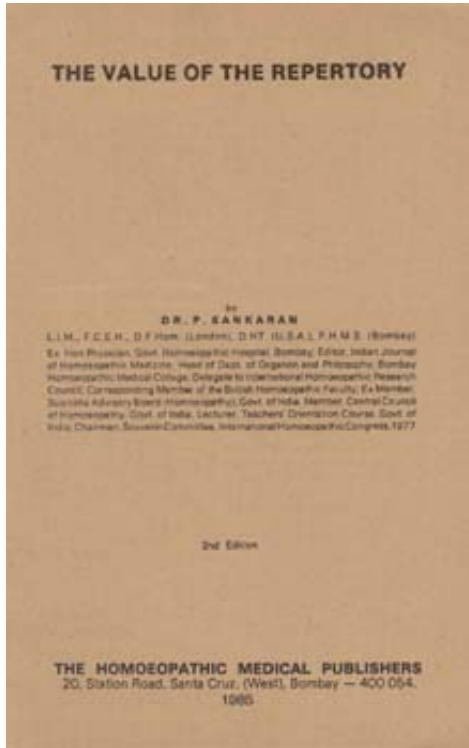 THE VALUE OF THE REPERTORY
by
DR. P. SANKARAN
L.I.M., F.C.E.H., D.F.Hom. (London), D.HT. (U.S.A.), P.H.M.S. (Bombay)
Ex. Hon Physician, Govt. Homoeopathic Hospital, Bombay, Editor, Indian Journal
of Homoeopathic Medicine, Head of Dept. of Organon and Philosophy, Bombay
Homoeopathic Medical College, Delegate to International Homoeopathic Research
Council, Corresponding Member of the British Homoeopathic Faculty, Ex Member,
Advisory Board (Homoeopathy), Govt. of India, Member, Central Council
of Homoeopathy, Govt. of India, Lecturer, Teachers' Orientation Course, Govt. of
India, Chairman, Souvenir Committee, International Homoeopathic Congress, 1977
2nd Edition
THE HOMOEOPATHIC MEDICAL PUBLISHERS
20, Station Road, Santa Cruz, (West), Bombay — 400 054.
1985